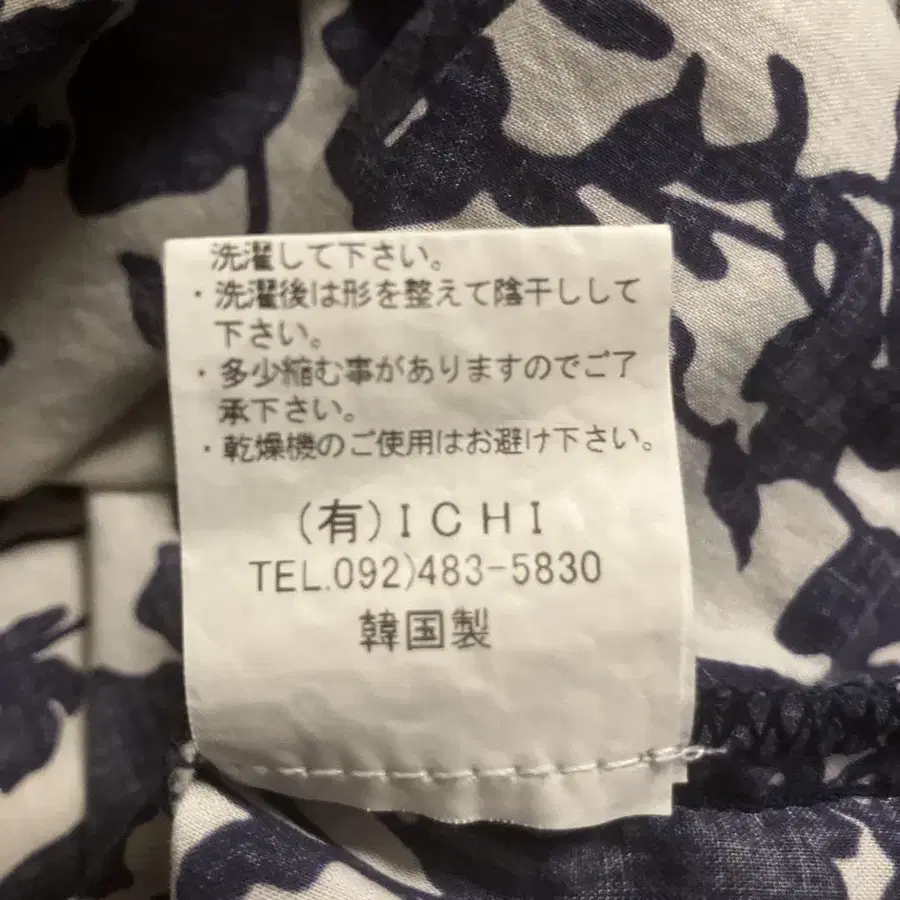 洗濯して下さい。
・洗濯後は形を整えて陰干しして
下さい。
・多少縮む事がありますのでご了
承下さい。
・乾燥機のご使用はお避け下さい。
(有)ICHI
TEL.092)483-5830
韓国製